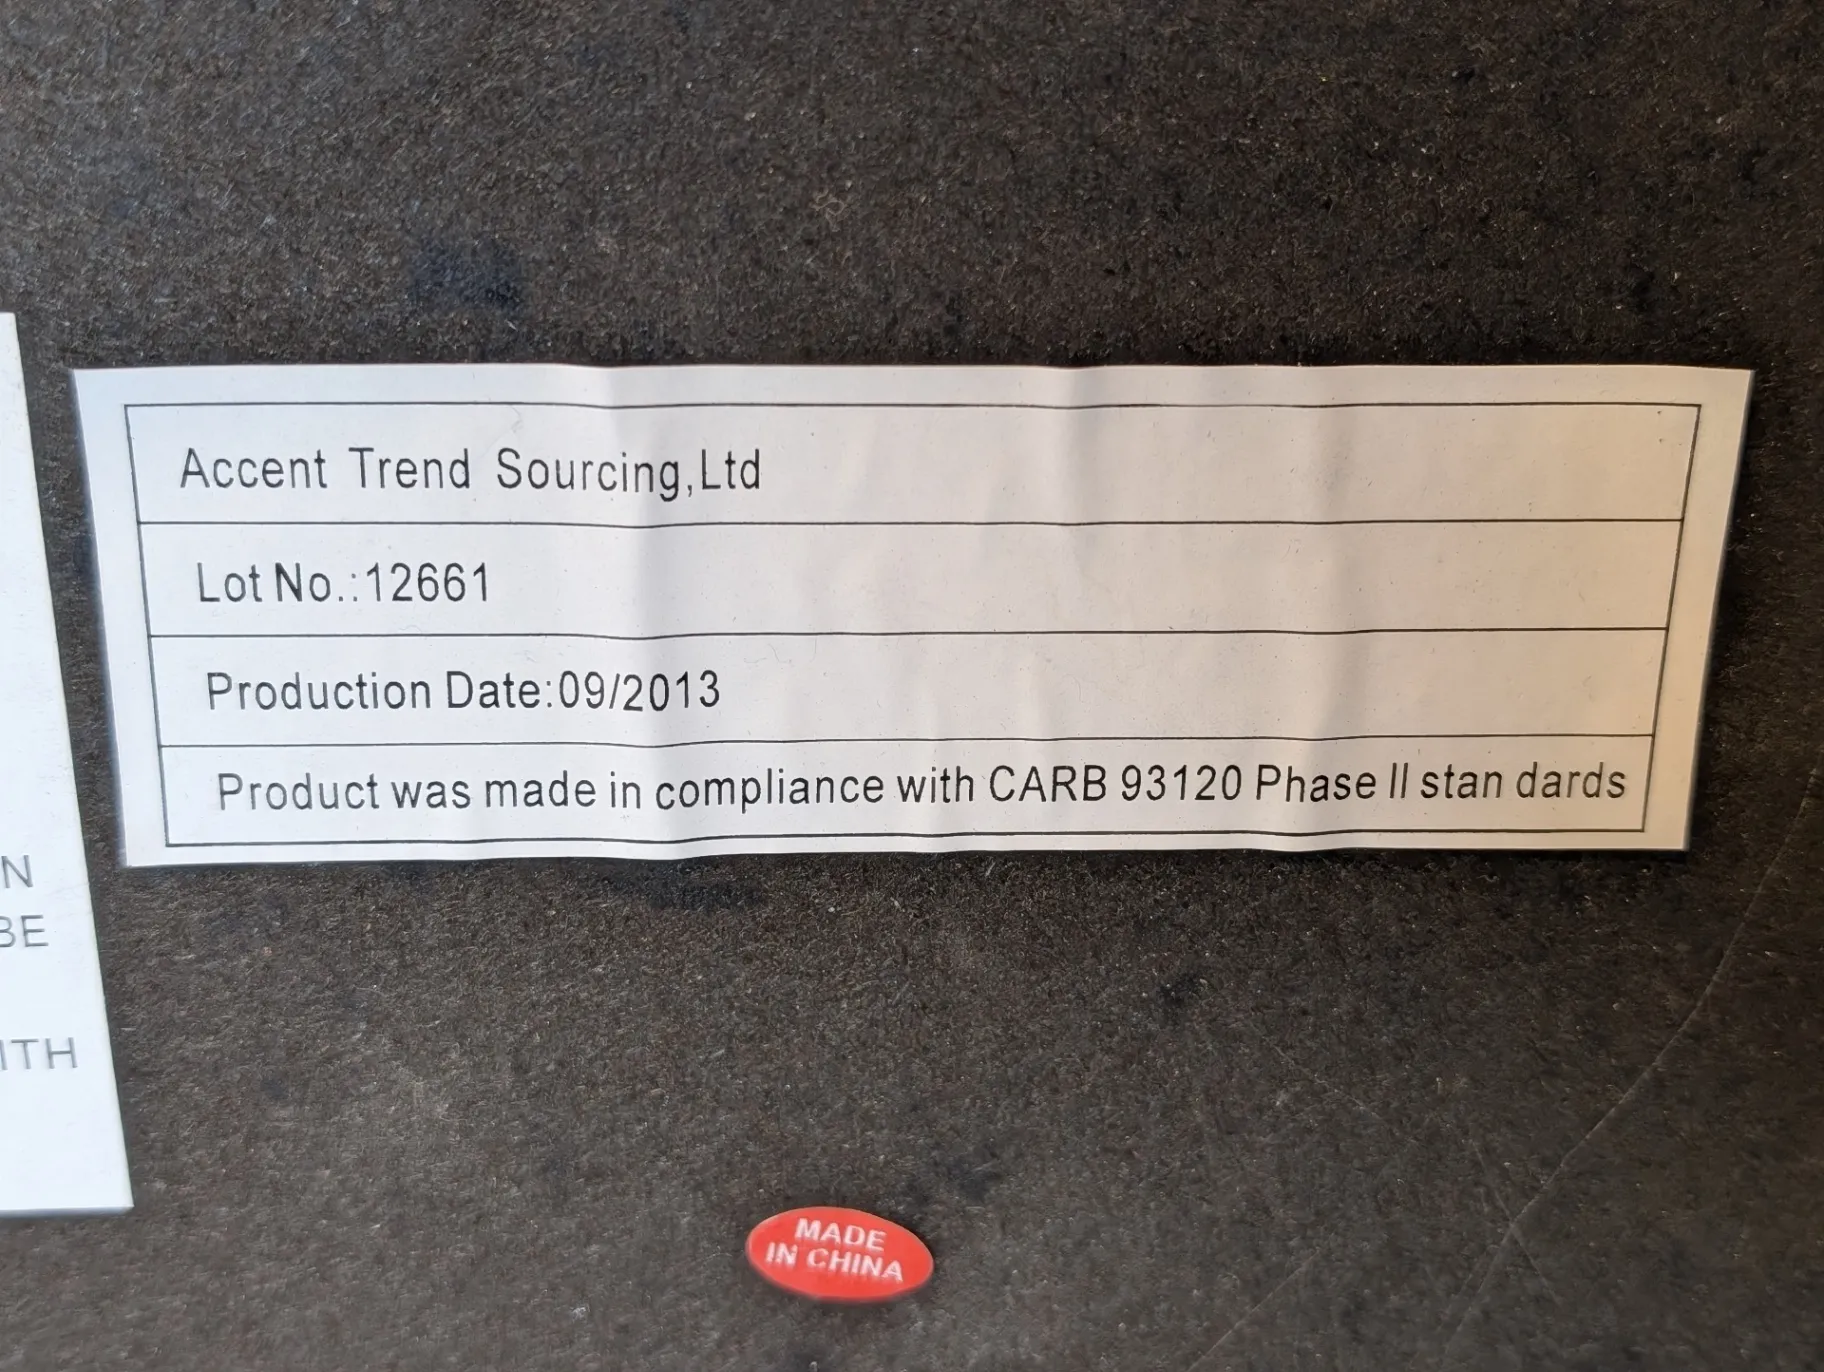 Accent Trend Sourcing,Ltd
Lot No.:12661
Production Date:09/2013
Product was made in compliance with CARB 93120 Phase II stan dards
N
BE
ITH
MADE
IN CHINA